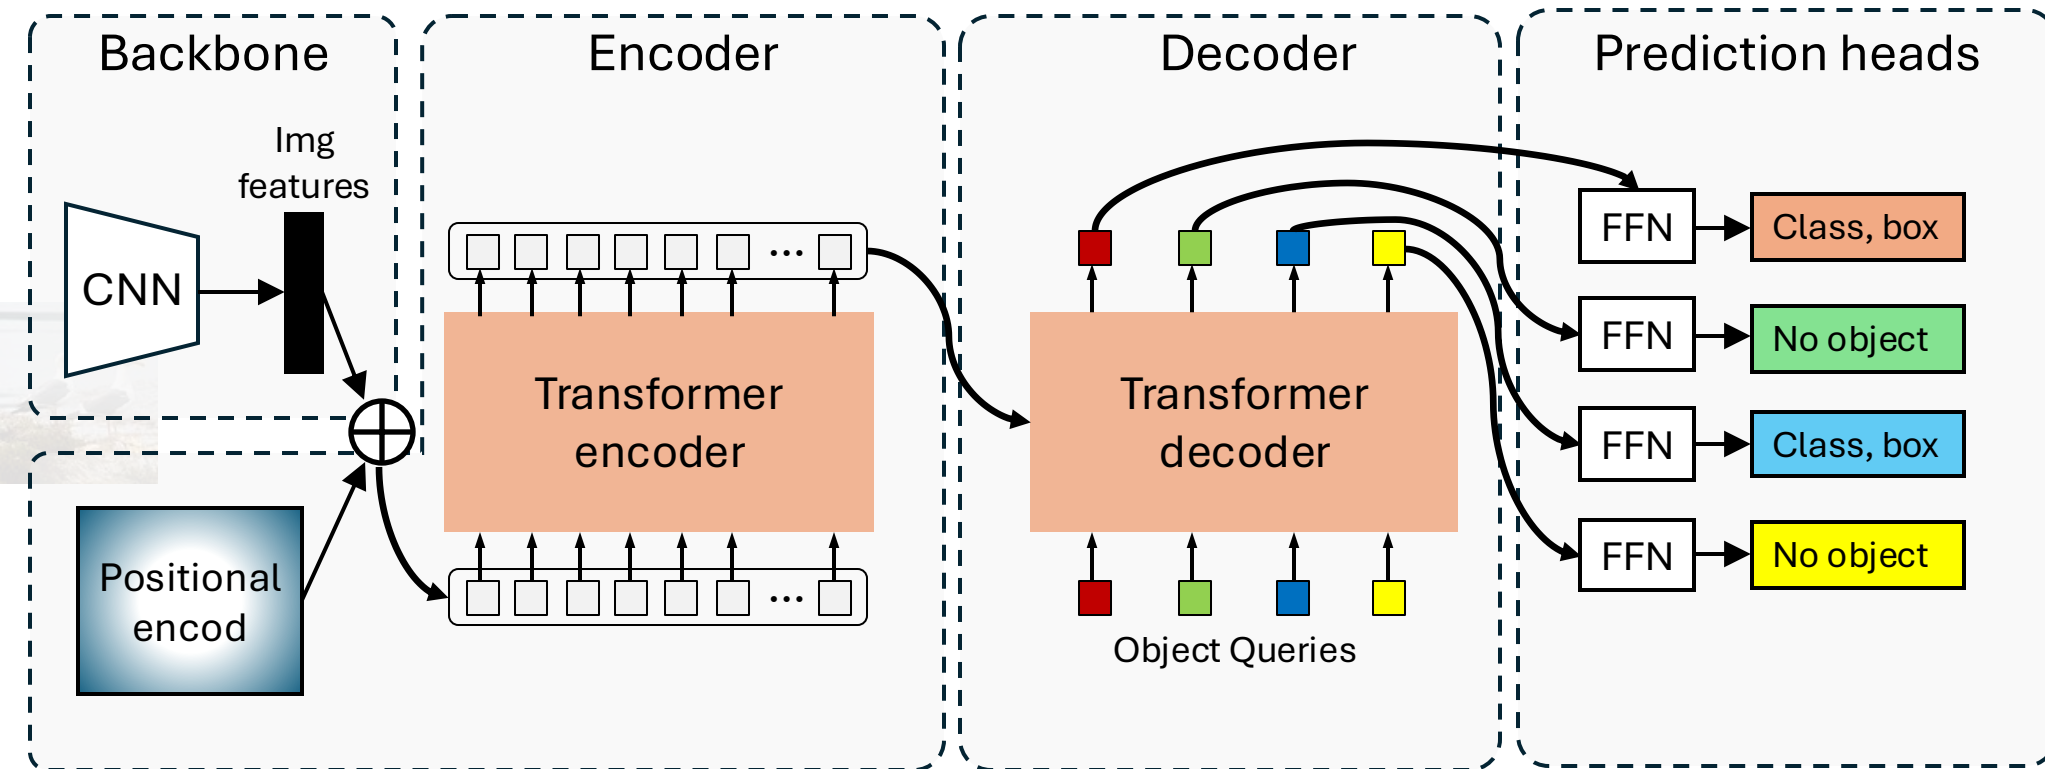 Backbone
Encoder
Decoder
Prediction heads
Img
features
CNN
Positional
encod
...
Transformer
encoder
...
Transformer
decoder
Object Queries
FFN
Class, box
FFN
No object
FFN
Class, box
FFN
No object